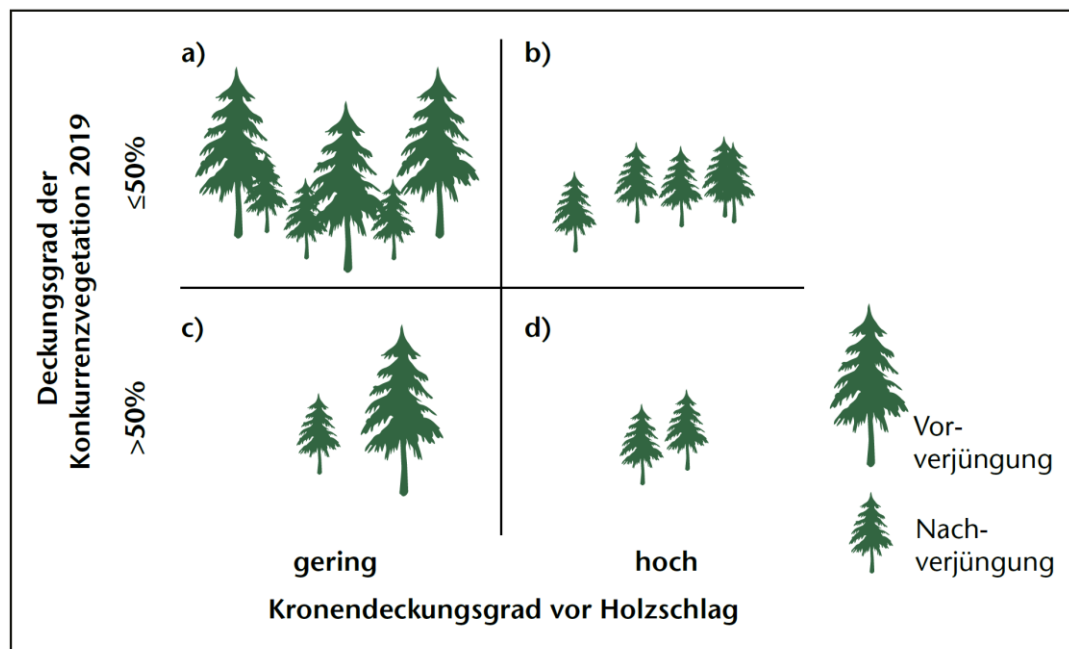 a)
b)
Deckungsgrad der
Konkurrenzvegetation 2019
≤50%
c)
d)
>50%
Vor-
verjüngung
Nach-
verjüngung
gering
hoch
Kronendeckungsgrad vor Holzschlag